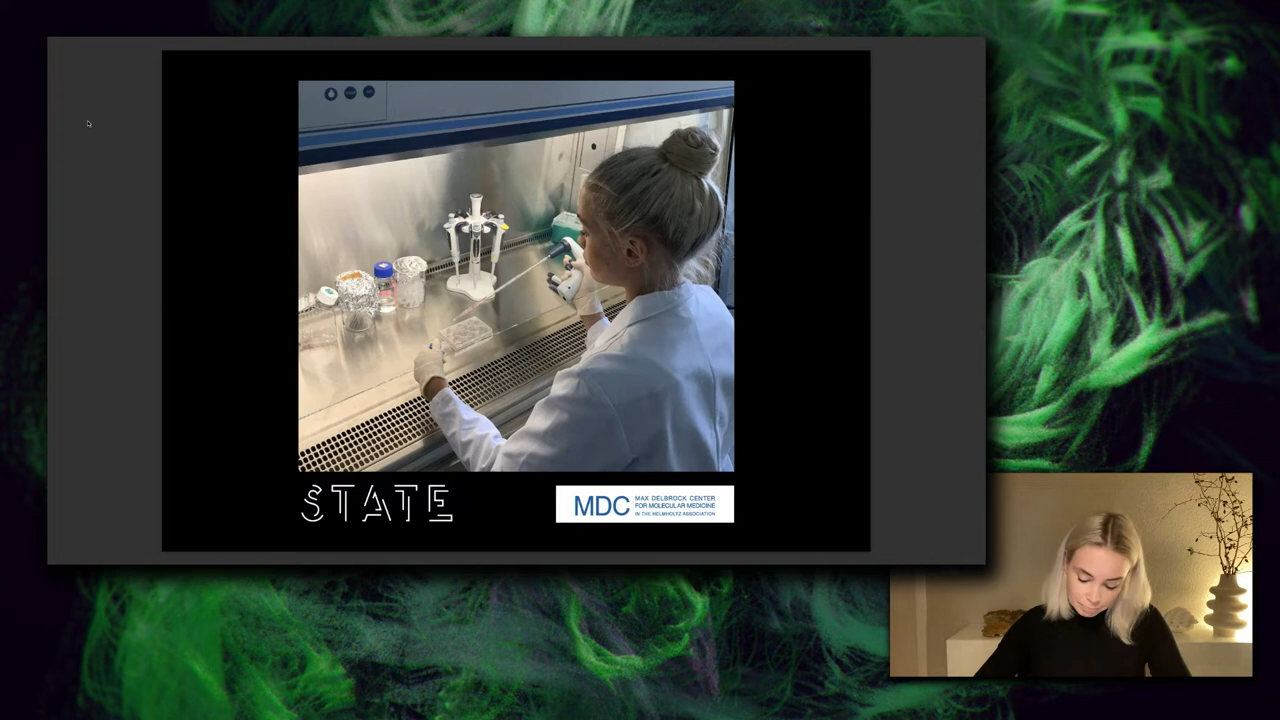 STATE
MDC
MAX DELBRÜCK CENTER
FOR MOLECULAR MEDICINE
IN THE HELMHOLTZ ASSOCIATION